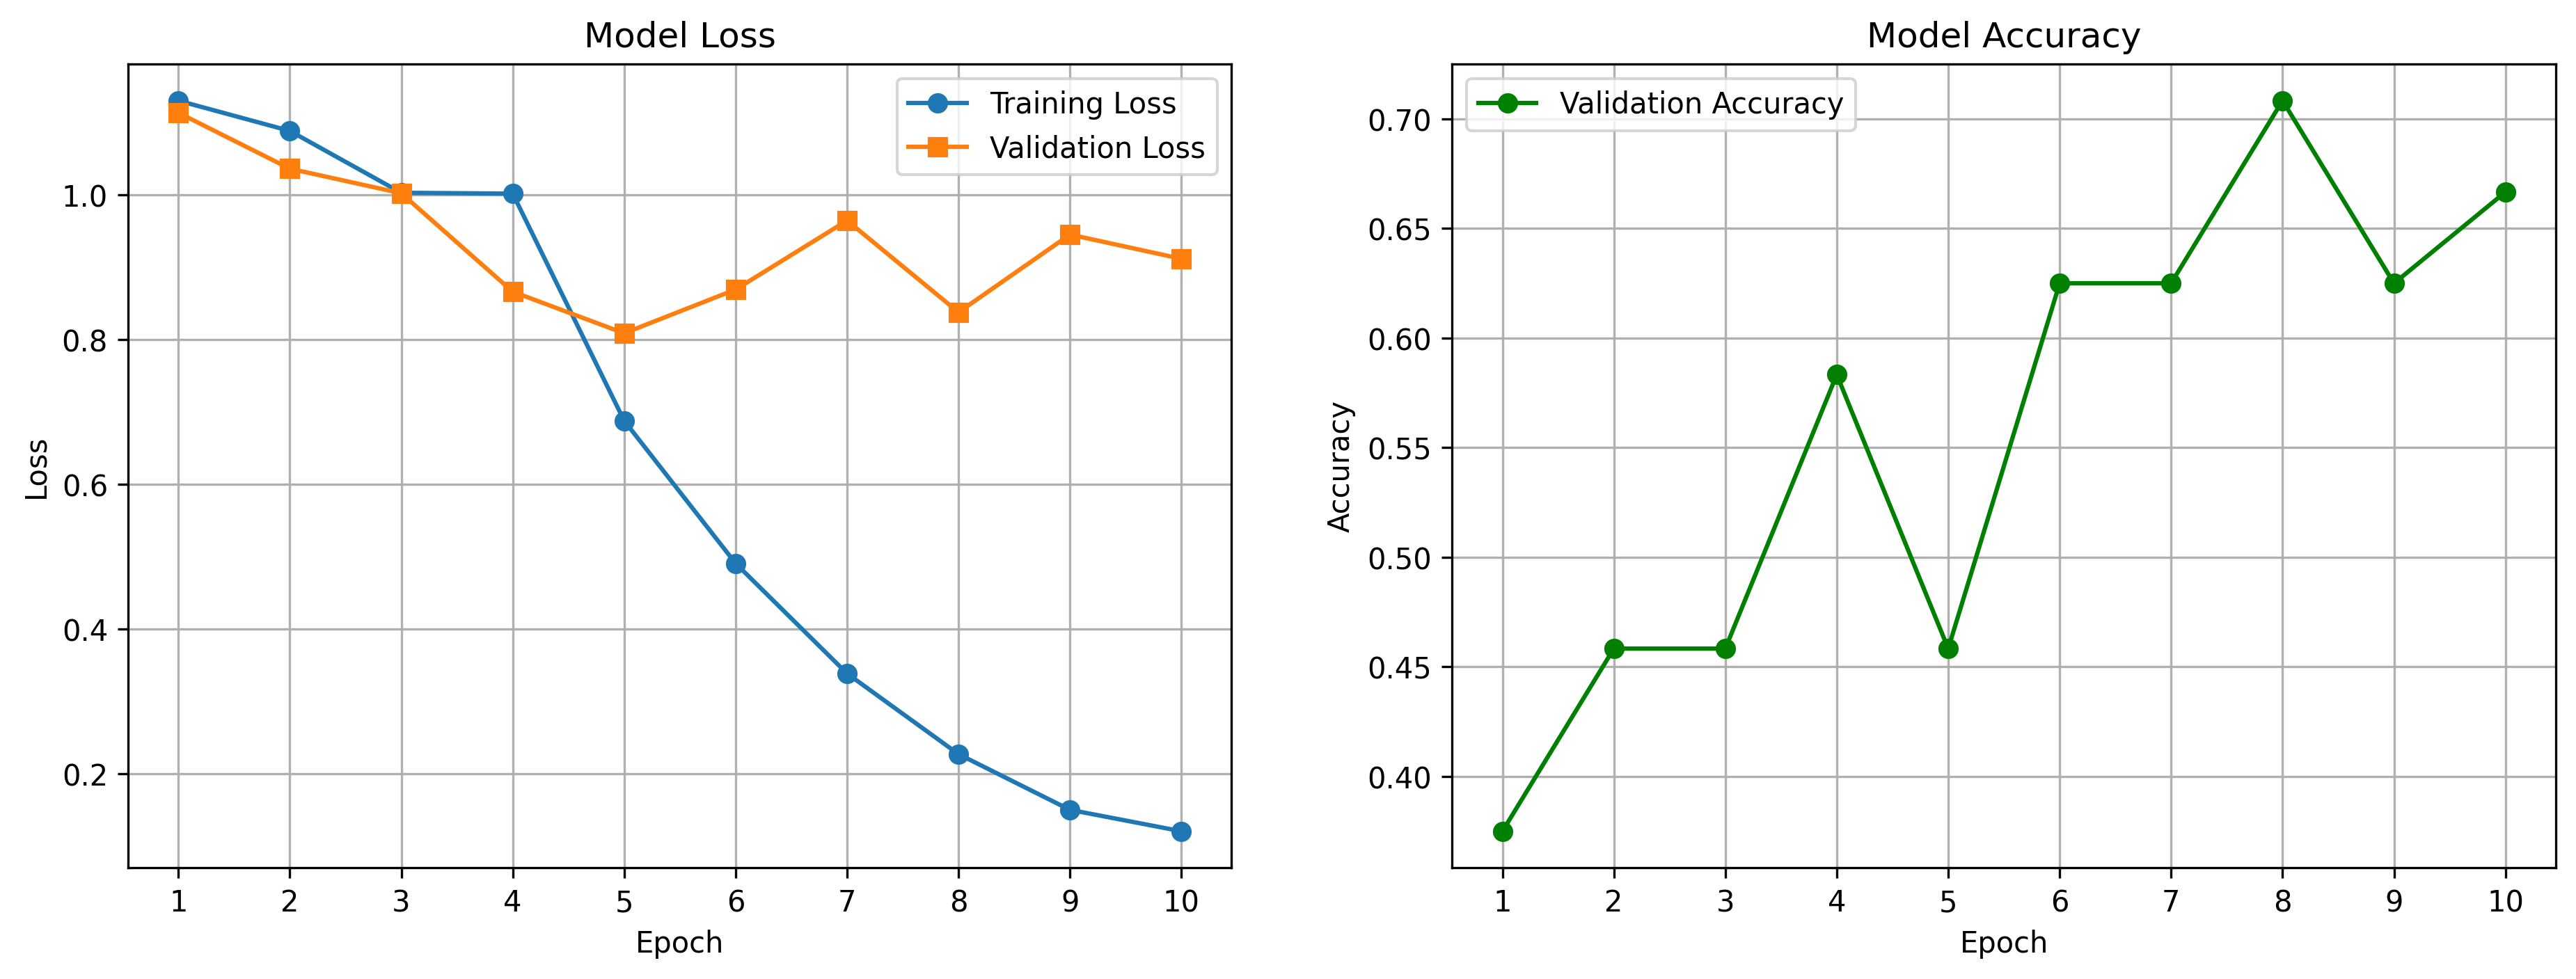 Model Loss
Training Loss
Validation Loss
Loss
1.0
0.8
0.6
0.4
0.2
1 2 3 4 5 6 7 8 9 10
Epoch
Model Accuracy
Validation Accuracy
Accuracy
0.70
0.65
0.60
0.55
0.50
0.45
0.40
1 2 3 4 5 6 7 8 9 10
Epoch